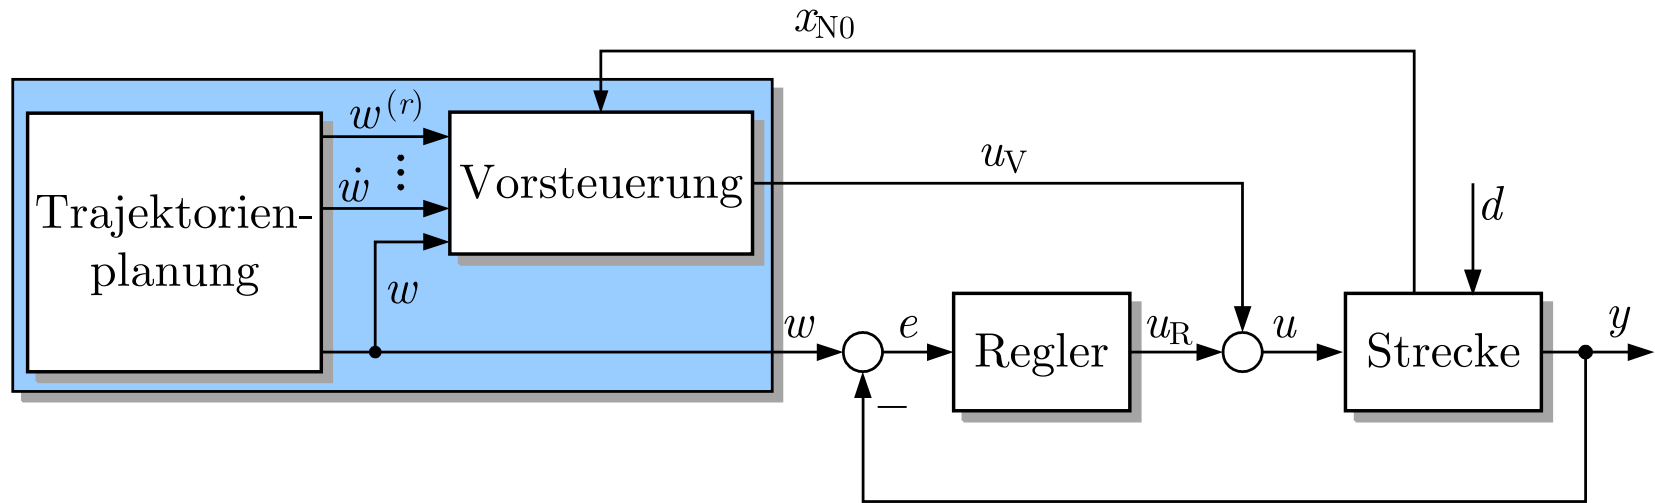 x_N0
w^(r)
ẇ
⋮
Vorsteuerung
Trajektorien-
planung
w
u_V
d
w
e
Regler
u_R
u
Strecke
y
−